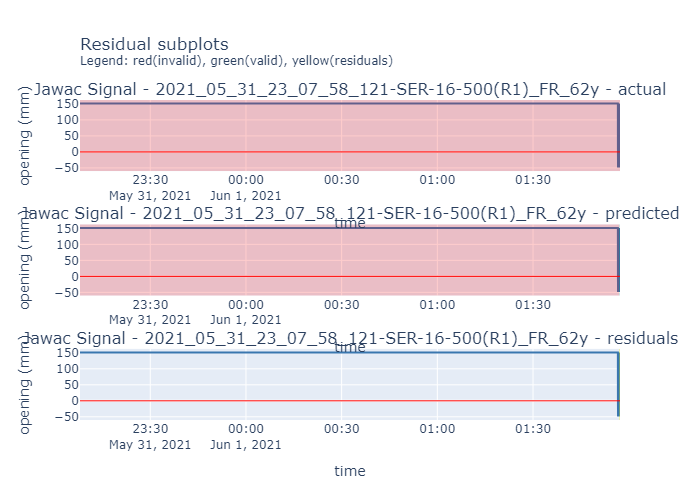 Residual subplots
Legend: red(invalid), green(valid), yellow(residuals)
Jawac Signal - 2021_05_31_23_07_58_121-SER-16-500(R1)_FR_62y - actual
opening (mm)
150
100
50
0
−50
23:30
00:00
00:30
01:00
01:30
May 31, 2021
Jun 1, 2021
time
Jawac Signal - 2021_05_31_23_07_58_121-SER-16-500(R1)_FR_62y - predicted
opening (mm)
150
100
50
0
−50
23:30
00:00
00:30
01:00
01:30
May 31, 2021
Jun 1, 2021
time
Jawac Signal - 2021_05_31_23_07_58_121-SER-16-500(R1)_FR_62y - residuals
opening (mm)
150
100
50
0
−50
23:30
00:00
00:30
01:00
01:30
May 31, 2021
Jun 1, 2021
time